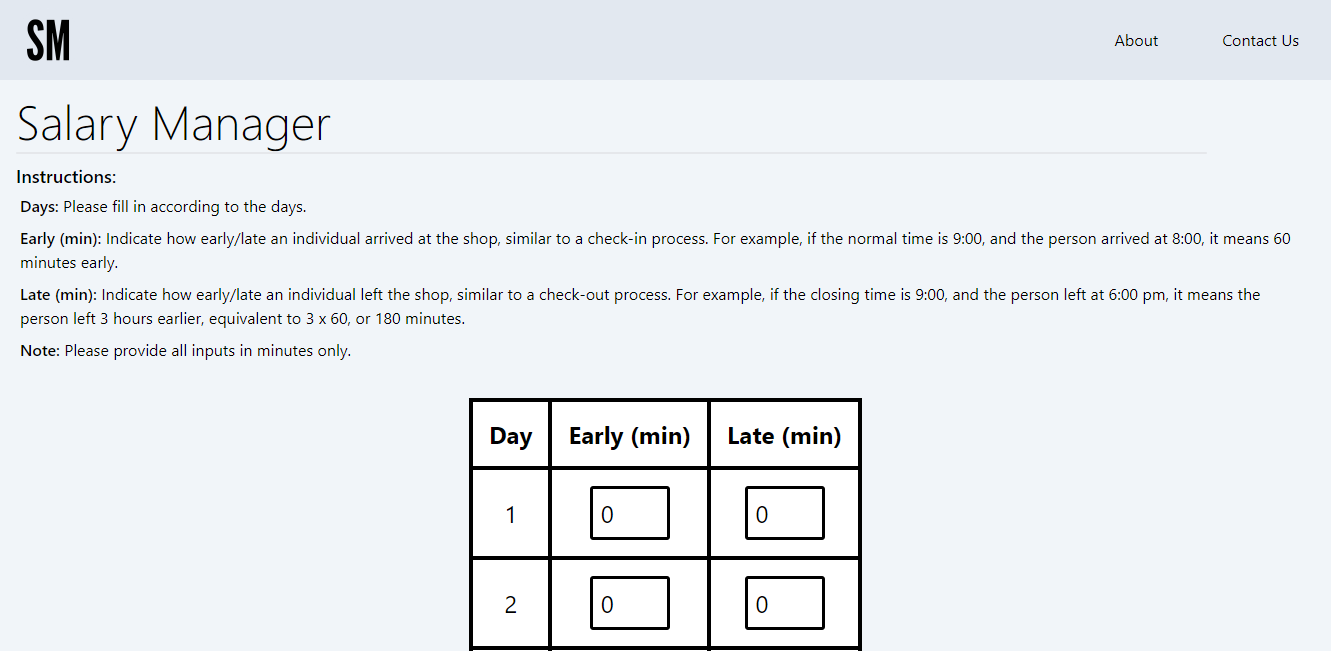 SM
About
Contact Us
Salary Manager
Instructions:
Days: Please fill in according to the days.
Early (min): Indicate how early/late an individual arrived at the shop, similar to a check-in process. For example, if the normal time is 9:00, and the person arrived at 8:00, it means 60
minutes early.
Late (min): Indicate how early/late an individual left the shop, similar to a check-out process. For example, if the closing time is 9:00, and the person left at 6:00 pm, it means the
person left 3 hours earlier, equivalent to 3 x 60, or 180 minutes.
Note: Please provide all inputs in minutes only.
Day Early (min) Late (min)
1 0 0
2 0 0